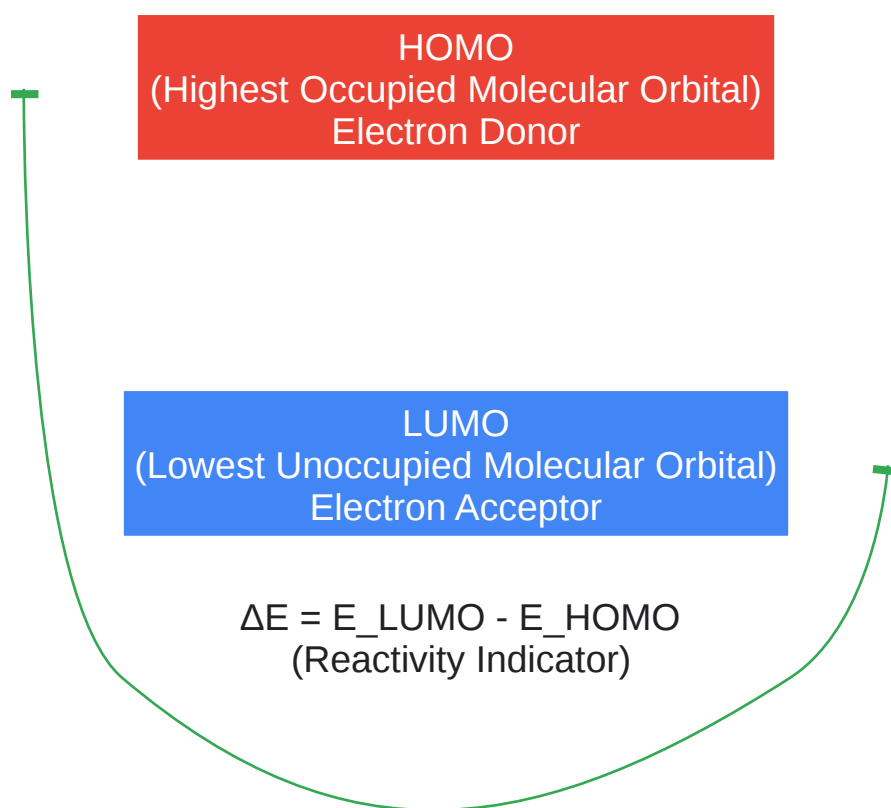 HOMO
(Highest Occupied Molecular Orbital)
Electron Donor
LUMO
(Lowest Unoccupied Molecular Orbital)
Electron Acceptor
ΔE = E_LUMO - E_HOMO
(Reactivity Indicator)